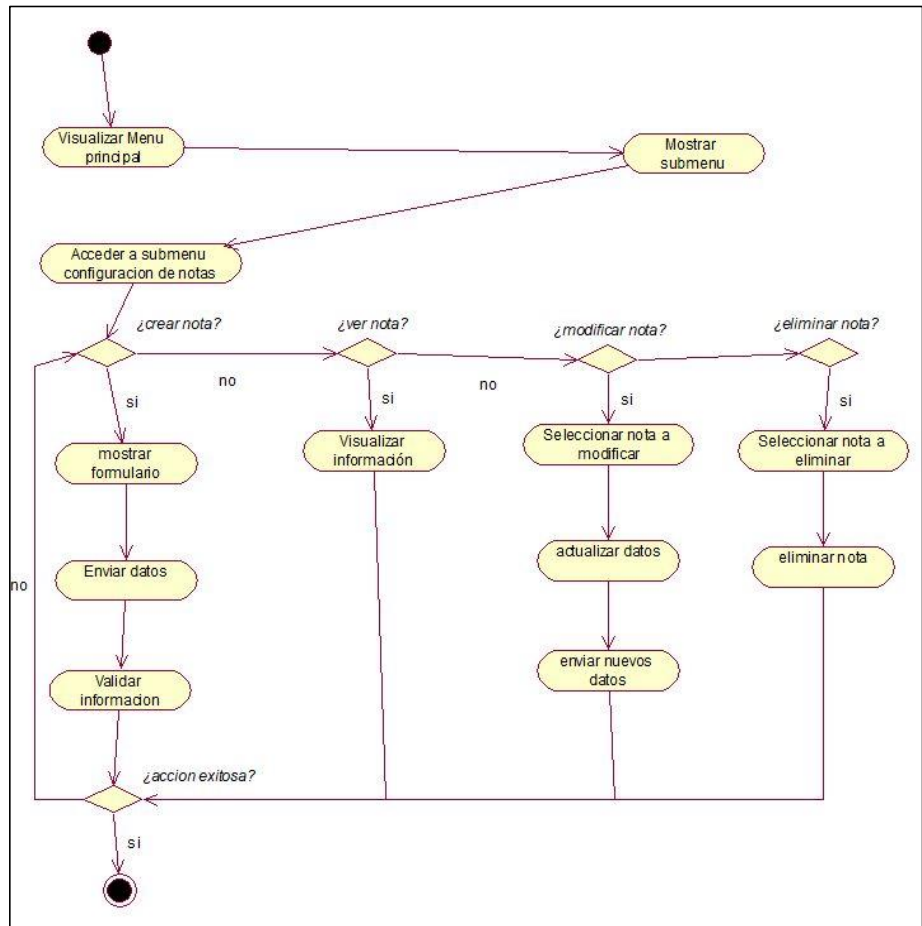 Visualizar Menu
principal
Mostrar
submenu
Acceder a submenu
configuracion de notas
¿crear nota?
¿ver nota?
¿modificar nota?
¿eliminar nota?
no
no
si
si
si
si
mostrar
formulario
Visualizar
información
Seleccionar nota a
modificar
Seleccionar nota a
eliminar
Enviar datos
actualizar datos
eliminar nota
no
Validar
informacion
enviar nuevos
datos
¿accion exitosa?
si